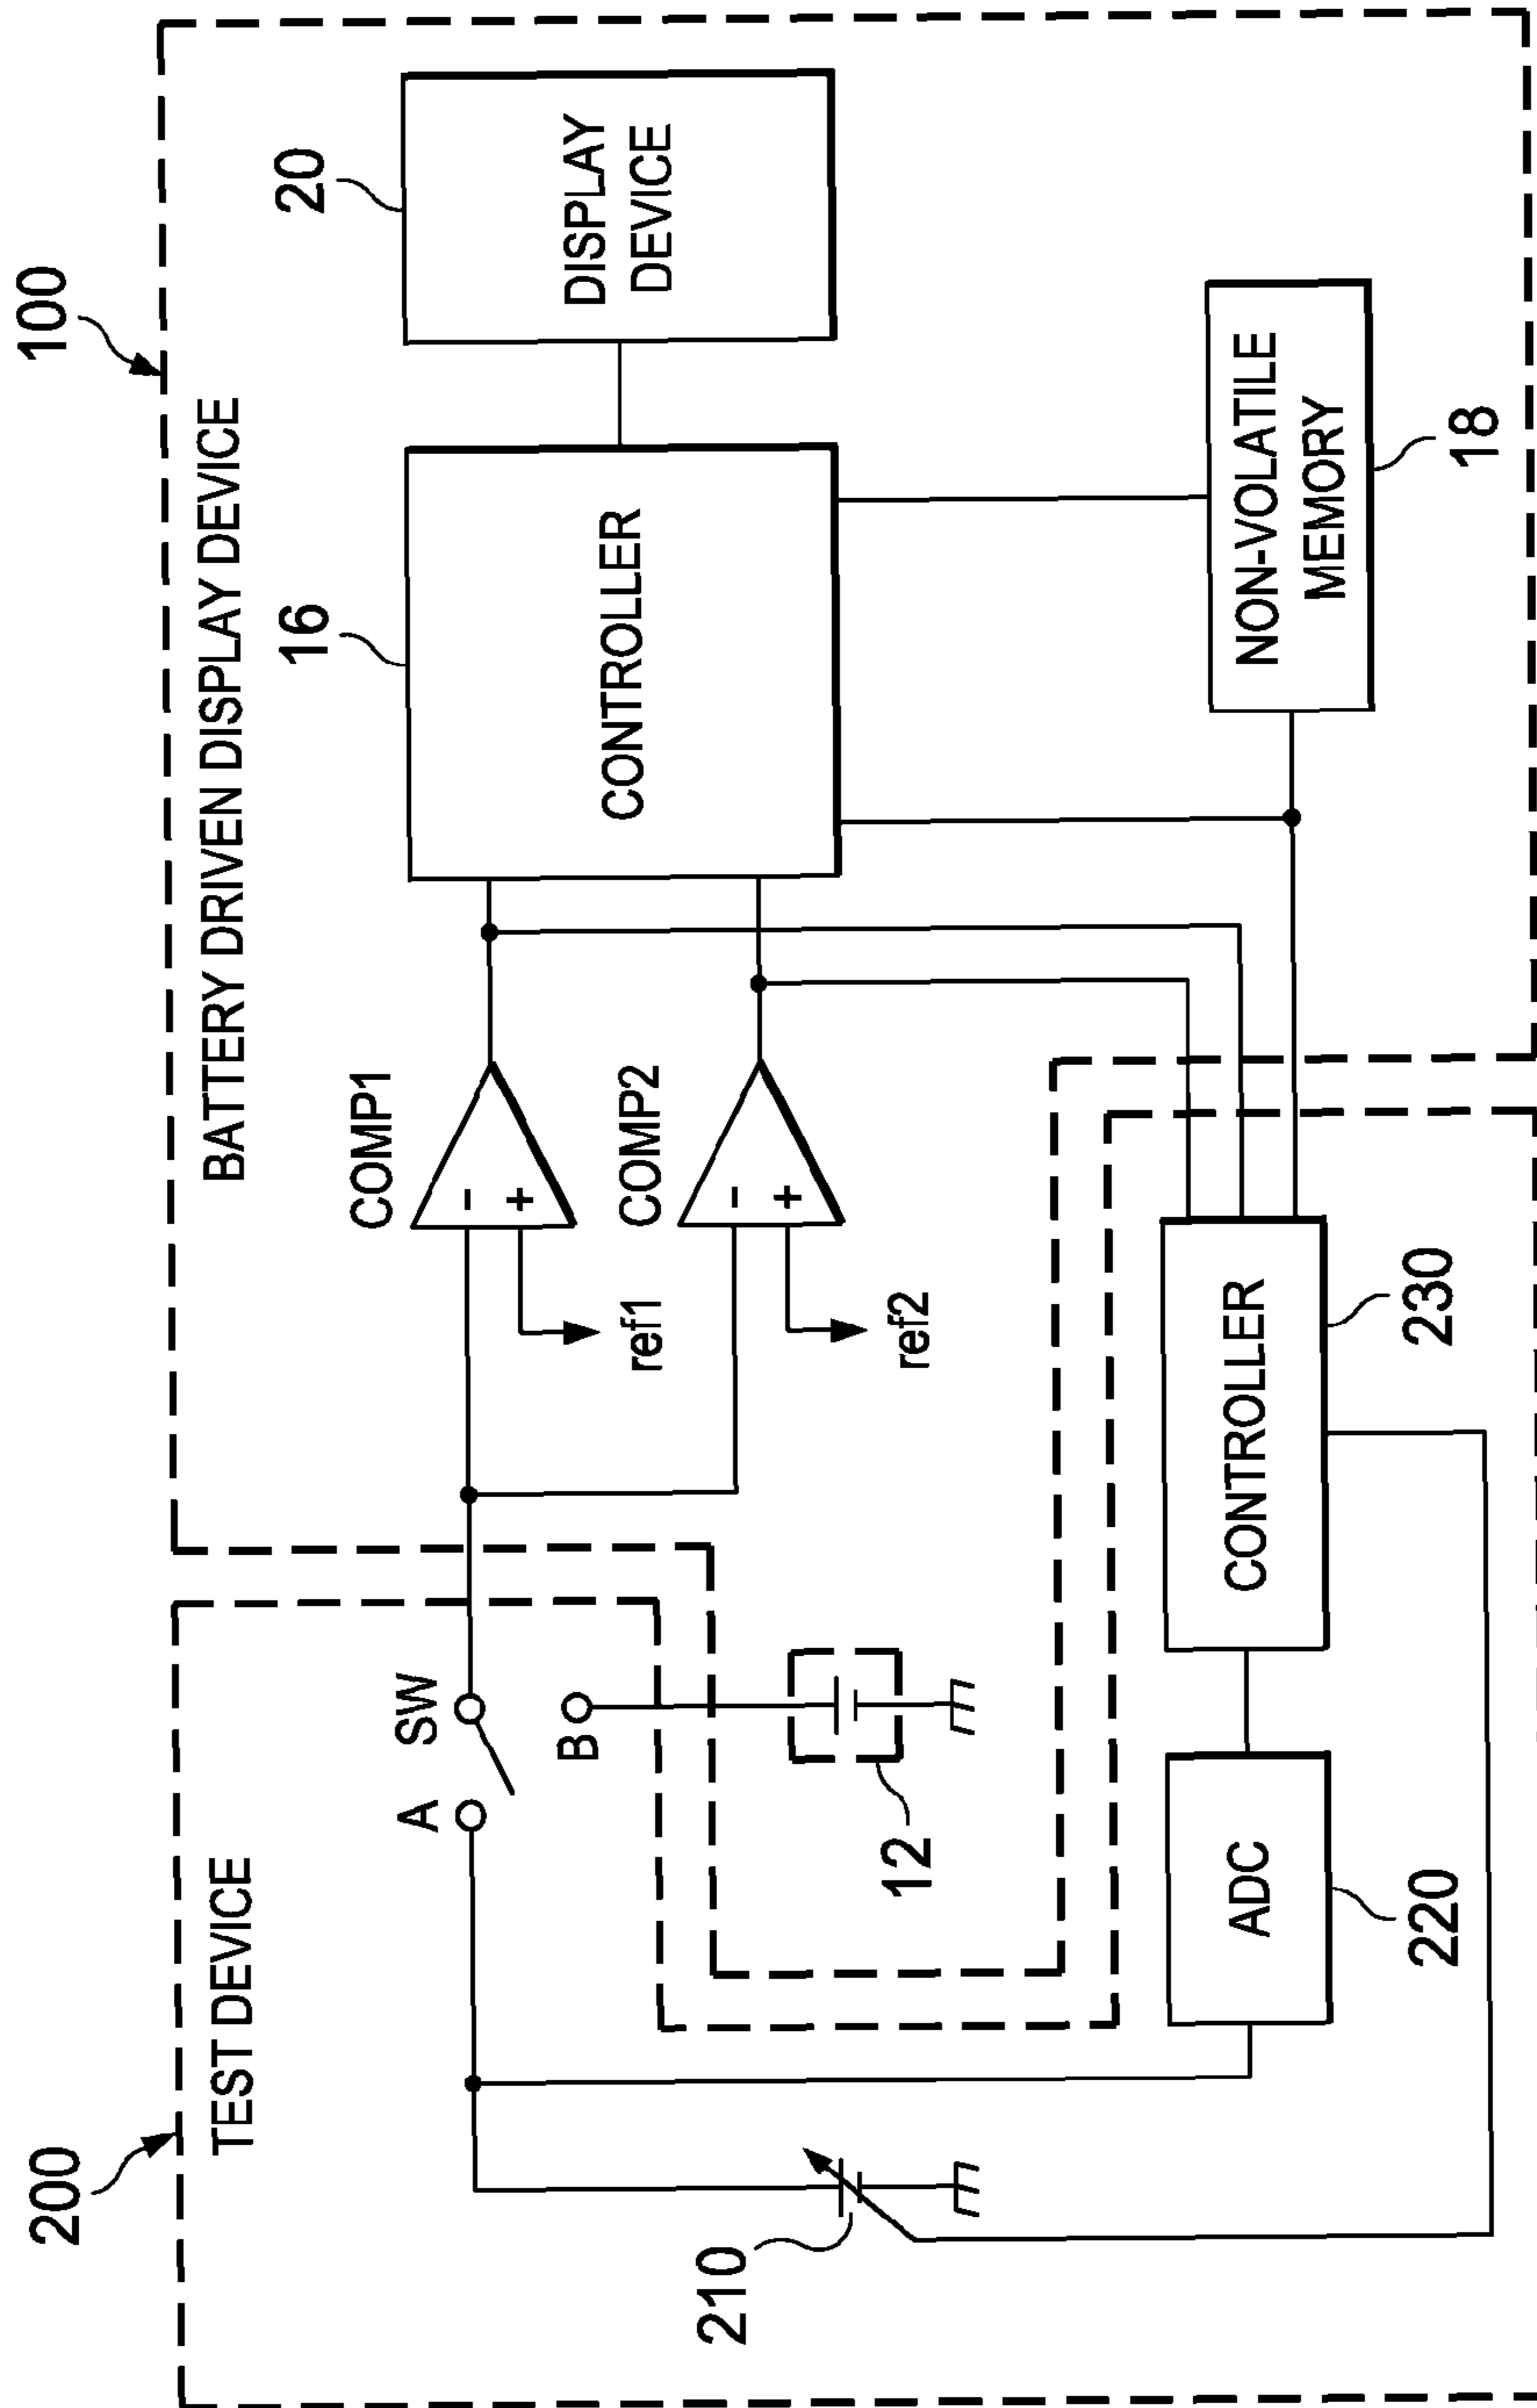 200
TEST DEVICE
100
BATTERY DRIVEN DISPLAY DEVICE
A
SW
B
12
210
COMP1
-
+
ref1
COMP2
-
+
ref2
16
CONTROLLER
20
DISPLAY
DEVICE
ADC
220
CONTROLLER
230
NON-VOLATILE
MEMORY
18